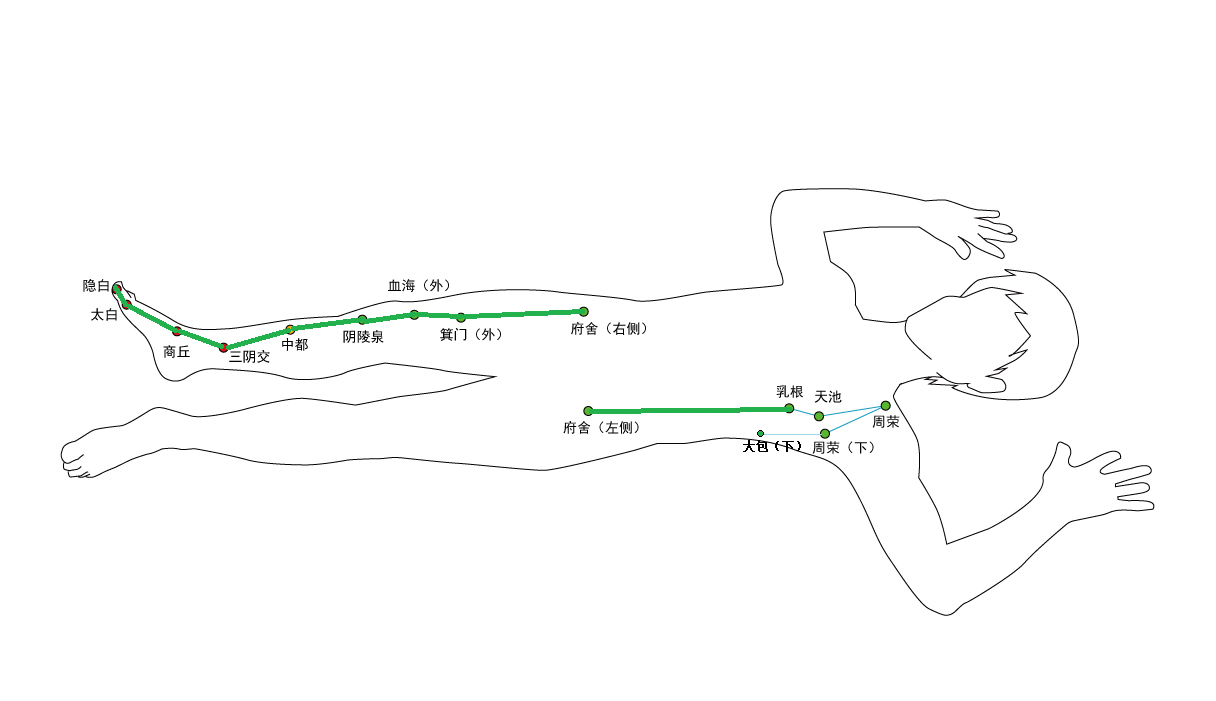 隐白
太白
商丘
三阴交
中都
阴陵泉
血海（外）
箕门（外）
府舍（右侧）
府舍（左侧）
乳根
天池
周荣
大包（下）
周荣（下）